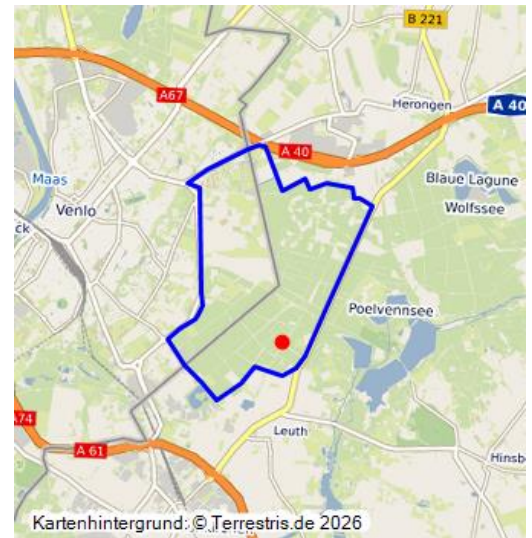 B 221
A67
Herongen
A 40
A 40
Maas
Blaue Lagune
Venlo
Wolfssee
ck
Poelvennsee
A74
Leuth
A 61
Hinsb
Kartenhintergrund: © Terrestris.de 2026